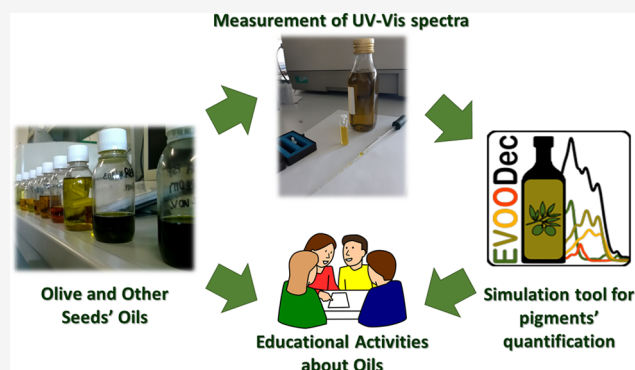 Measurement of UV-Vis spectra
EVOODec
Olive and Other
Seeds' Oils
Simulation tool for
pigments'
quantification
Educational Activities
about Oils